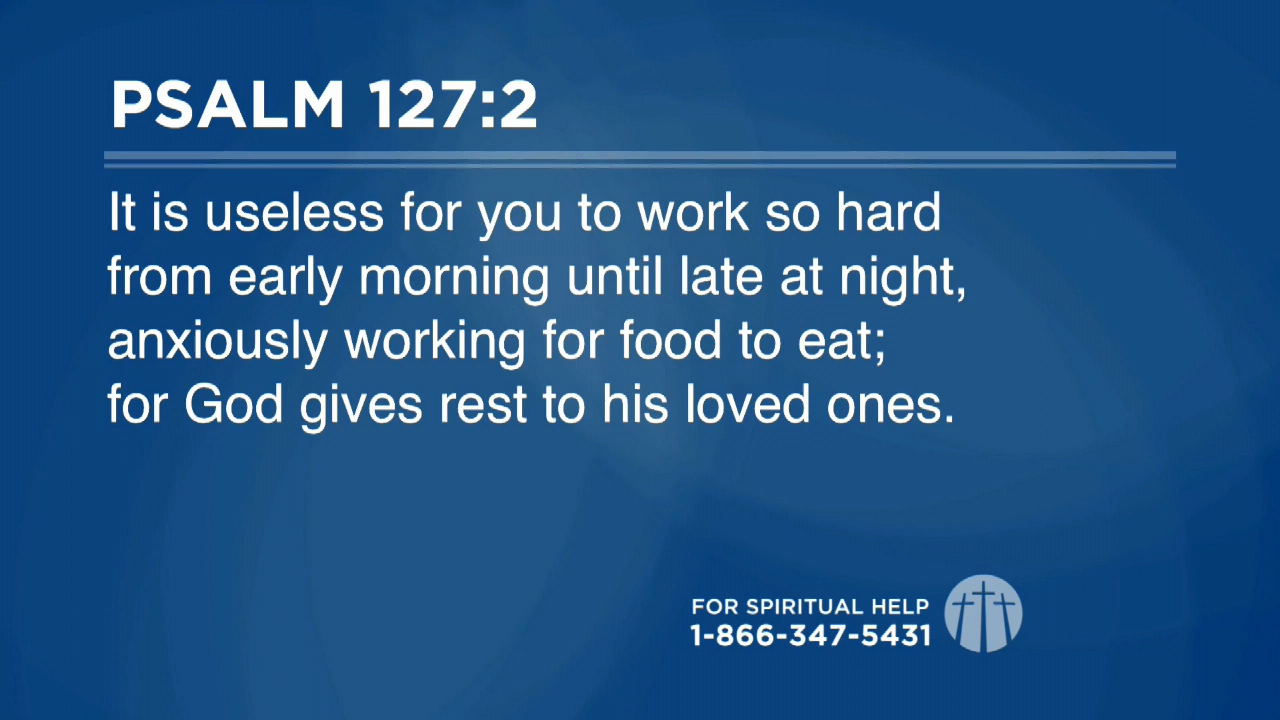 PSALM 127:2
It is useless for you to work so hard
from early morning until late at night,
anxiously working for food to eat;
for God gives rest to his loved ones.
FOR SPIRITUAL HELP
1-866-347-5431